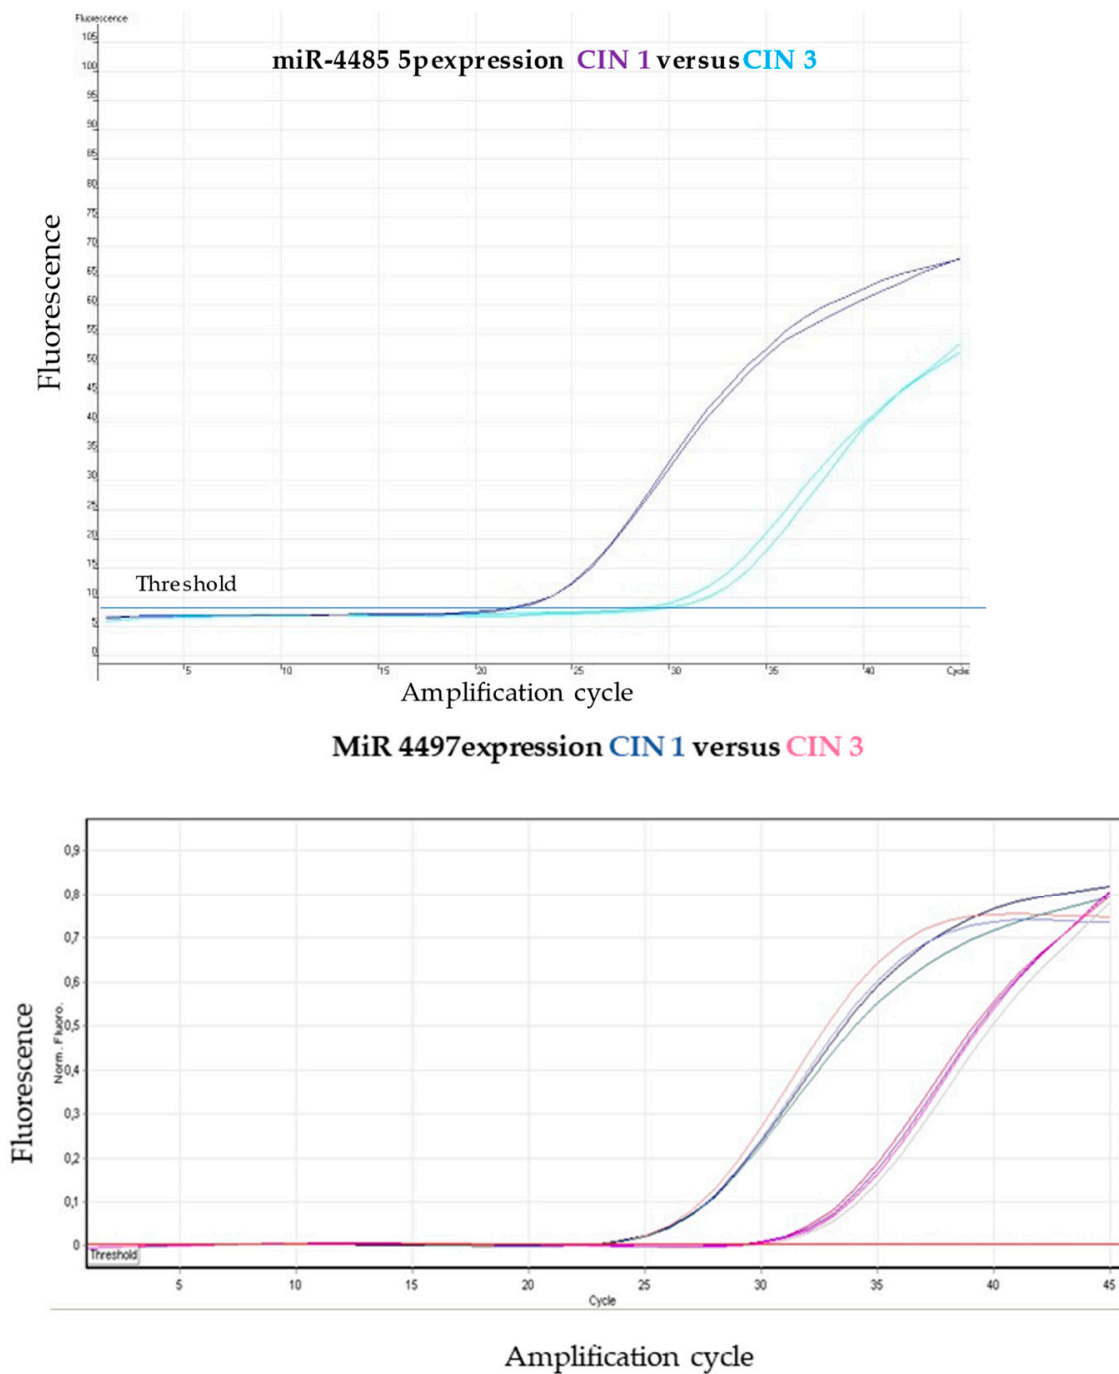 Fluorescence
miR-4485 5pexpression CIN 1 versus CIN 3
105
100
95
90
85
80
75
70
65
60
55
50
45
40
35
30
25
20
15
10
5
0
Fluorescence
Threshold
5 10 15 20 25 30 35 40 Cycle
Amplification cycle
MiR 4497expression CIN 1 versus CIN 3
0,9
0,8
0,7
0,6
0,5
0,4
0,3
0,2
0,1
0
Fluorescence
Norm. Fluoro.
Threshold
5 10 15 20 25 30 35 40 45
Cycle
Amplification cycle